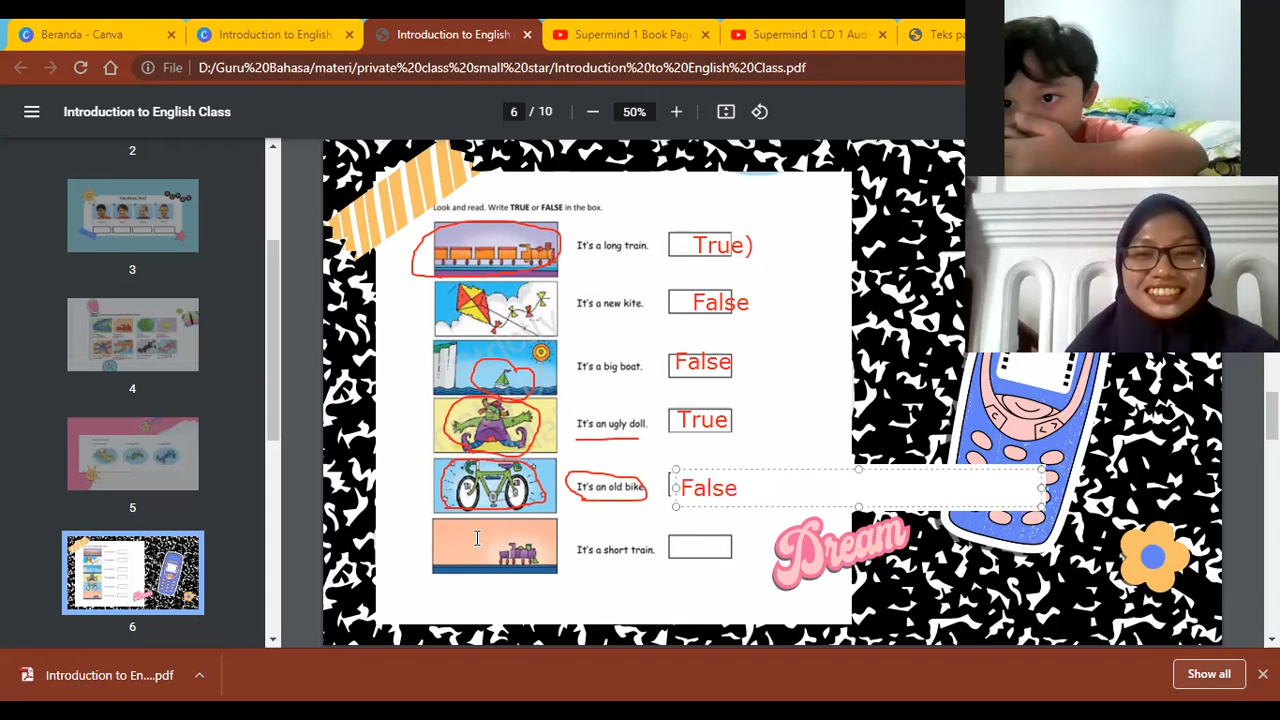 Beranda - Canva
Introduction to English
Introduction to English
Supermind 1 Book Page
Supermind 1 CD 1 Aud
Teks pa
File D:/Guru%20Bahasa/materi/private%20class%20small%20star/Introduction%20to%20English%20Class.pdf
Introduction to English Class
6 / 10
50%
2
3
4
5
6
Look and read. Write TRUE or FALSE in the box.
It's a long train. True)
It's a new kite. False
It's a big boat. False
It's an ugly doll. True
It's an old bike. False
It's a short train.
Dream
Introduction to En....pdf
Show all